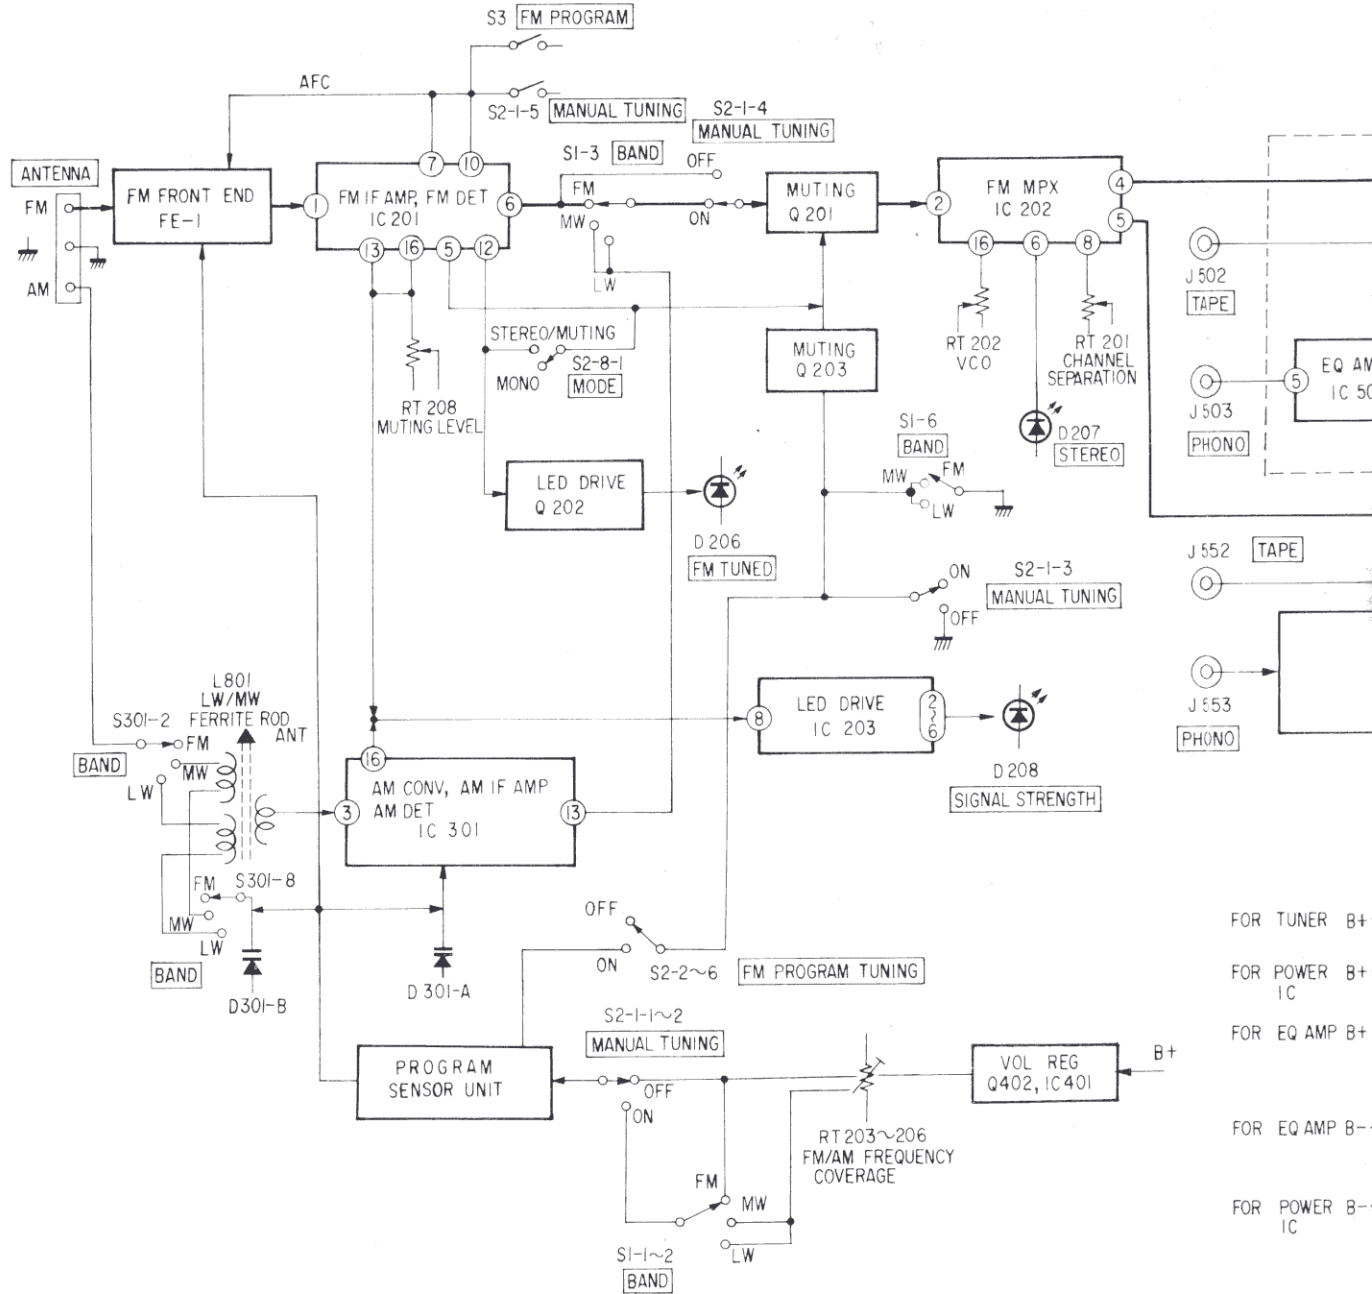 S3 FM PROGRAM
AFC
S2-1-5 MANUAL TUNING
S2-1-4
MANUAL TUNING
S1-3 BAND
OFF
ANTENNA
FM
AM
FM FRONT END
FE-1
1
FM IF AMP, FM DET
IC 201
7
10
6
13
16
5
12
FM
MW
LW
ON
MUTING
Q 201
2
FM MPX
IC 202
4
5
16
6
8
J 502
TAPE
STEREO/MUTING
MONO
S2-8-1
MODE
RT 208
MUTING LEVEL
MUTING
Q 203
RT 202
VCO
RT 201
CHANNEL
SEPARATION
5
EQ AM
IC 50
J 503
PHONO
D 207
STEREO
S1-6
BAND
MW
FM
LW
LED DRIVE
Q 202
D 206
FM TUNED
J 552 TAPE
ON
OFF
S2-1-3
MANUAL TUNING
J 553
PHONO
L801
LW/MW
FERRITE ROD
ANT
S301-2
BAND
FM
MW
LW
8
LED DRIVE
IC 203
2~6
D 208
SIGNAL STRENGTH
16
3
AM CONV, AM IF AMP
AM DET
IC 301
13
FM
S301-8
MW
LW
BAND
D301-B
D 301-A
OFF
ON
S2-2~6 FM PROGRAM TUNING
FOR TUNER B+
FOR POWER B+
IC
FOR EQ AMP B+
FOR EQ AMP B-
FOR POWER B-
IC
S2-1-1~2
MANUAL TUNING
PROGRAM
SENSOR UNIT
OFF
ON
VOL REG
Q402, IC401
B+
RT 203~206
FM/AM FREQUENCY
COVERAGE
FM
MW
LW
S1-1~2
BAND